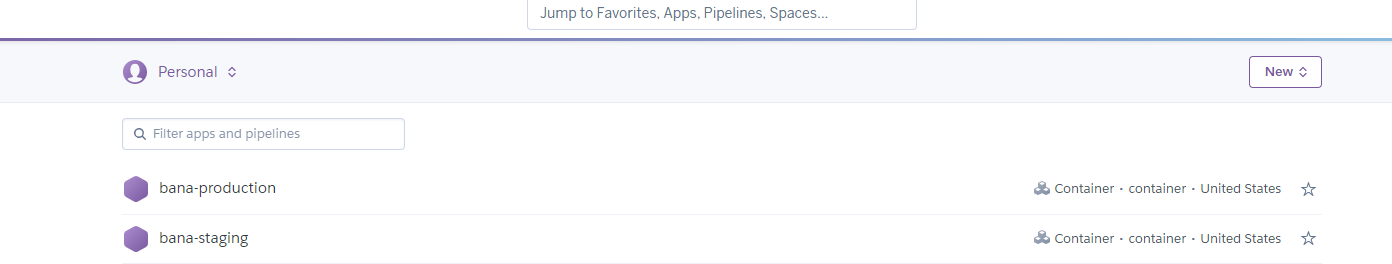 Jump to Favorites, Apps, Pipelines, Spaces...
Personal
New
Filter apps and pipelines
bana-production
Container · container · United States
bana-staging
Container · container · United States